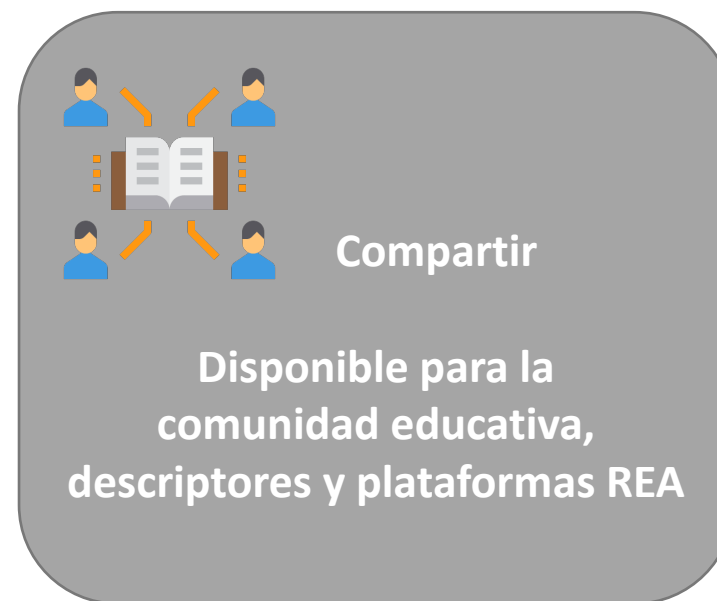 Compartir
Disponible para la
comunidad educativa,
descriptores y plataformas REA